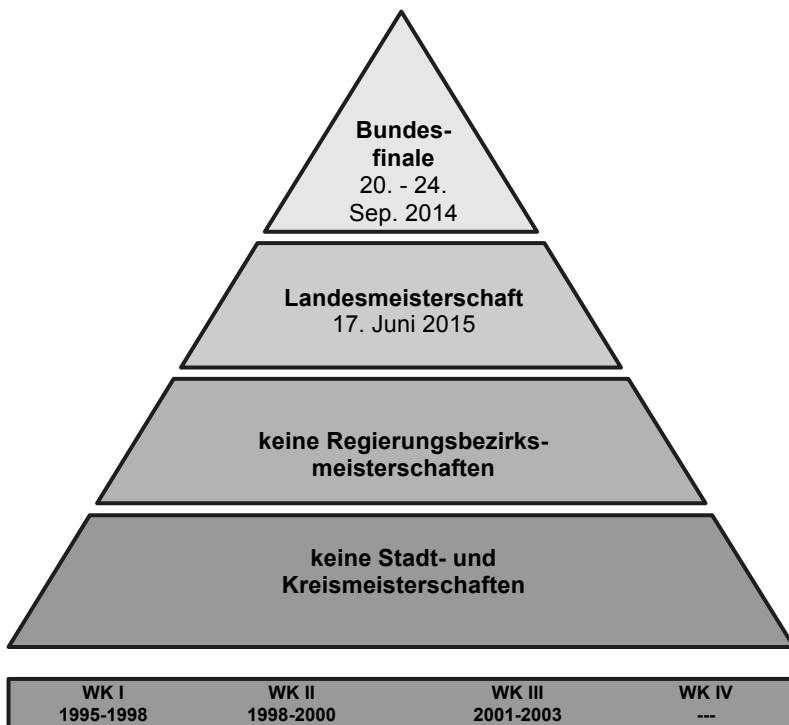 Bundes-
finale
20. - 24.
Sep. 2014
Landesmeisterschaft
17. Juni 2015
keine Regierungsbezirks-
meisterschaften
keine Stadt- und
Kreismeisterschaften
WK I WK II WK III WK IV
1995-1998 1998-2000 2001-2003 ---